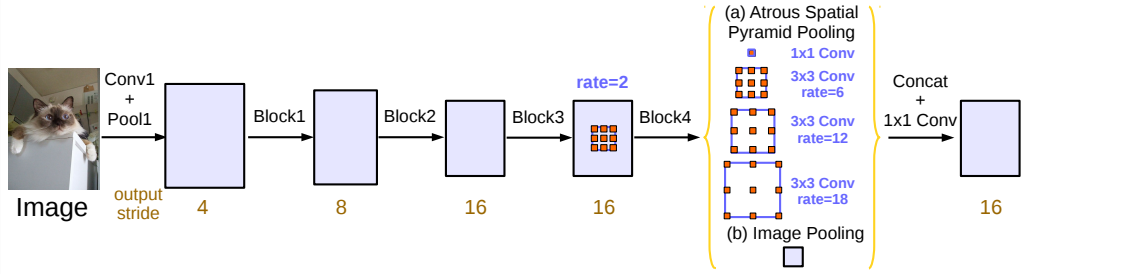 (a) Atrous Spatial
Pyramid Pooling
1x1 Conv
3x3 Conv
rate=6
3x3 Conv
rate=12
3x3 Conv
rate=18
(b) Image Pooling
Conv1
+
Pool1
Block1
Block2
Block3
rate=2
Block4
Concat
+
1x1 Conv
Image
output
stride
4
8
16
16
16